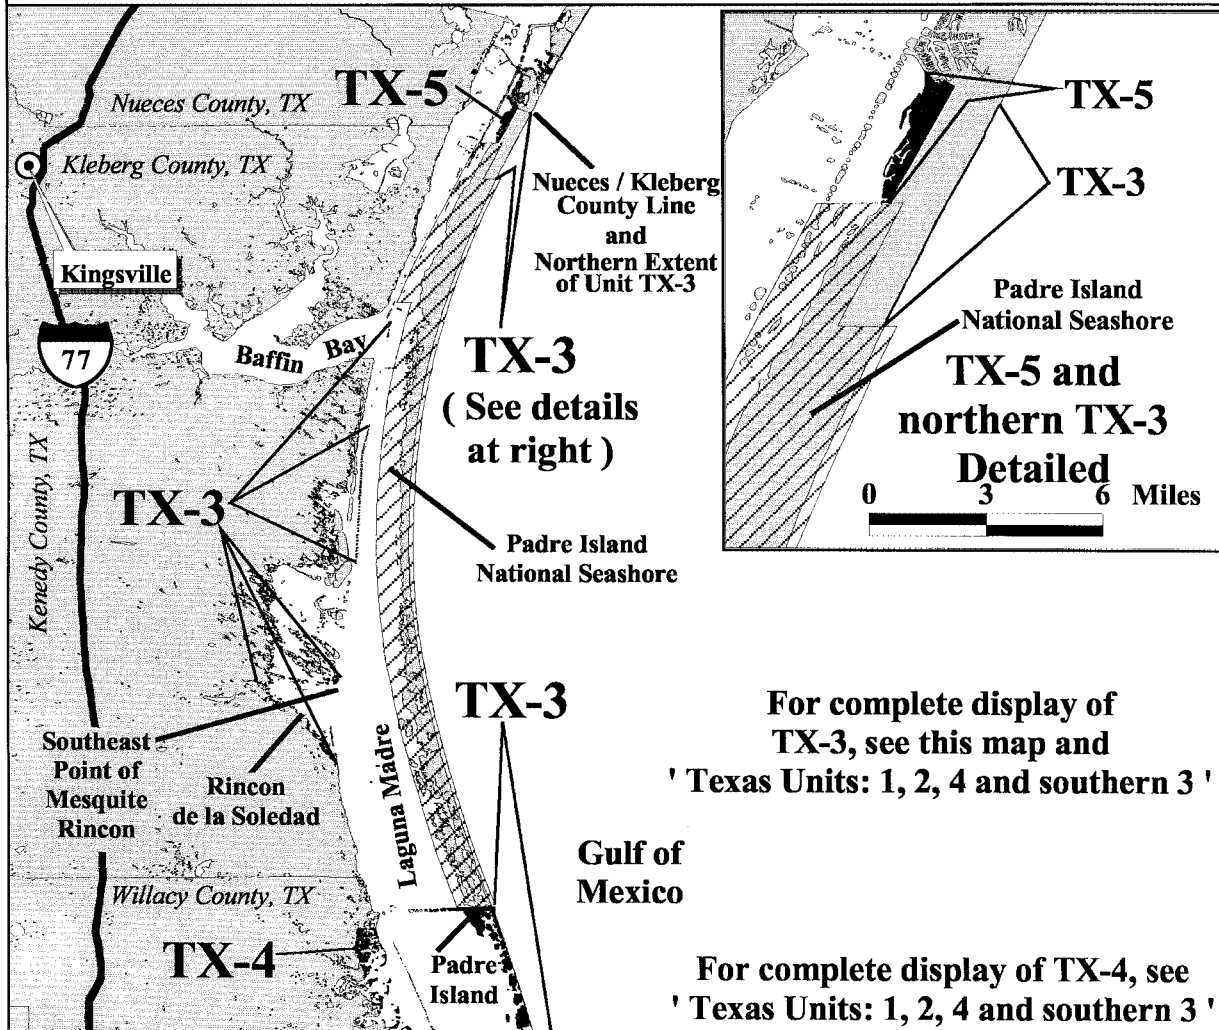 TX-5
Nueces County, TX
Kleberg County, TX
Kingsville
77
Nueces / Kleberg
County Line
and
Northern Extent
of Unit TX-3
Baffin Bay
TX-3
( See details
at right )
TX-3
Kenedy County, TX
Padre Island
National Seashore
TX-3
Southeast
Point of
Mesquite
Rincon
Rincon
de la Soledad
Laguna Madre
Gulf of
Mexico
Willacy County, TX
TX-4
Padre
Island
TX-5
TX-3
Padre Island
National Seashore
TX-5 and
northern TX-3
Detailed
0 3 6 Miles
For complete display of
TX-3, see this map and
' Texas Units: 1, 2, 4 and southern 3 '
For complete display of TX-4, see
' Texas Units: 1, 2, 4 and southern 3 '